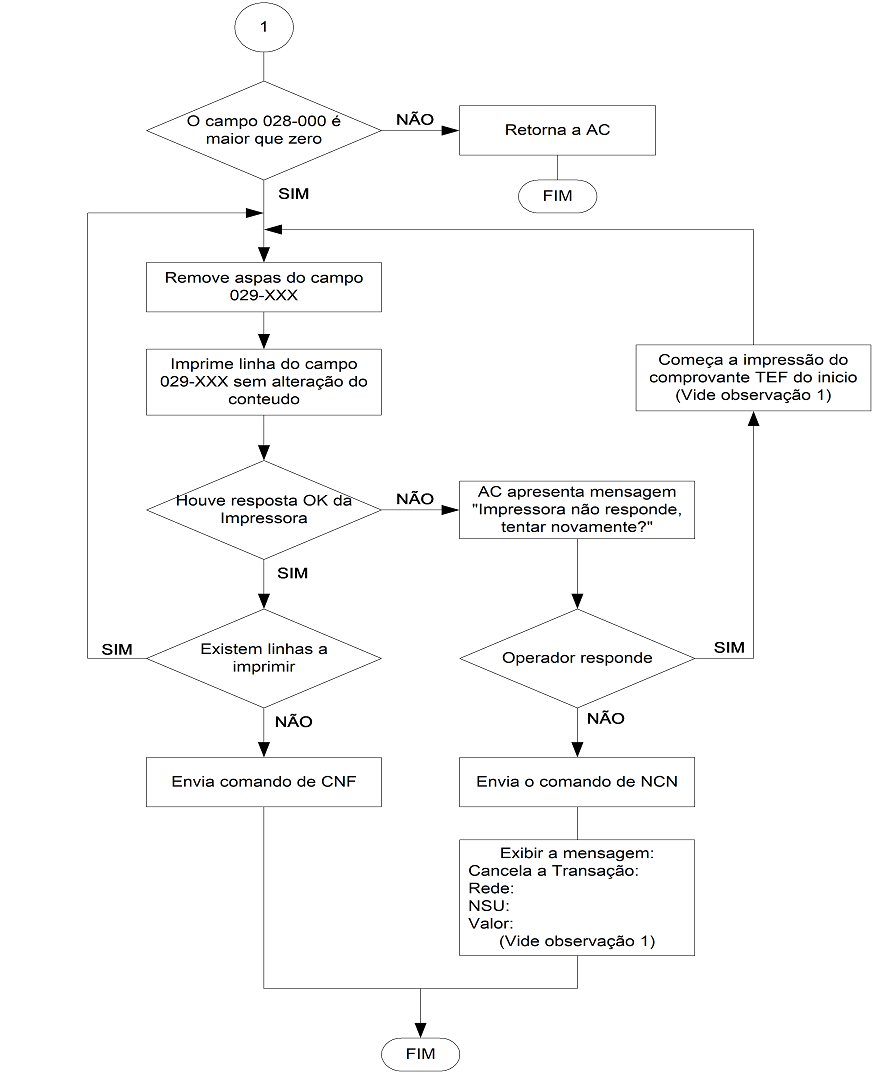 1
O campo 028-000 é
maior que zero
NÃO
Retorna a AC
SIM
FIM
Remove aspas do campo
029-XXX
Imprime linha do campo
029-XXX sem alteração do
conteudo
Começa a impressão do
comprovante TEF do inicio
(Vide observação 1)
Houve resposta OK da
Impressora
NÃO
AC apresenta mensagem
"Impressora não responde,
tentar novamente?"
SIM
Existem linhas a
imprimir
SIM
Operador responde
SIM
NÃO
NÃO
Envia comando de CNF
Envia o comando de NCN
Exibir a mensagem:
Cancela a Transação:
Rede:
NSU:
Valor:
(Vide observação 1)
FIM